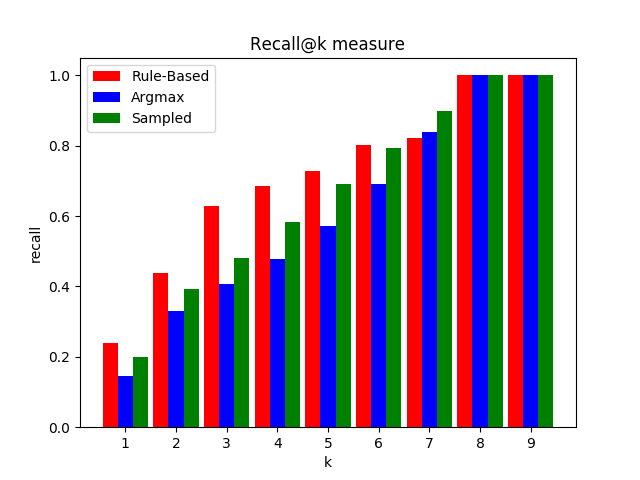 Recall@k measure
Rule-Based
Argmax
Sampled
1.0
0.8
0.6
0.4
0.2
0.0
recall
1 2 3 4 5 6 7 8 9
k